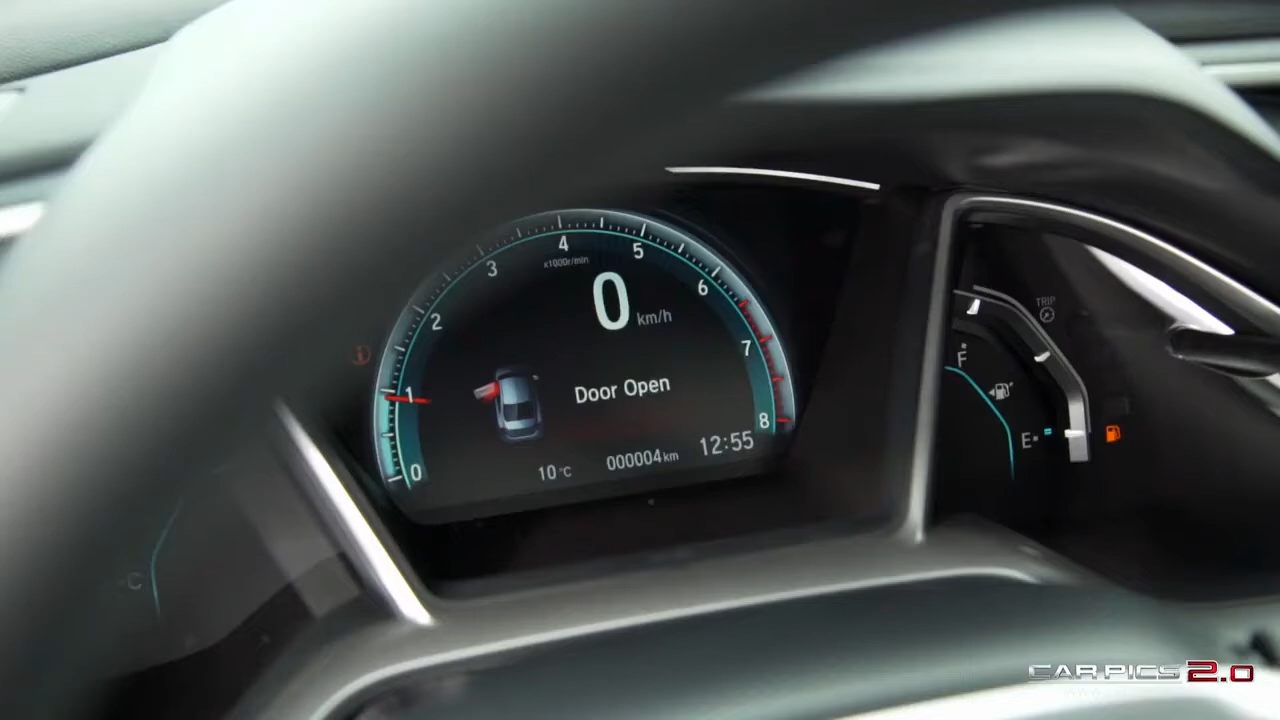 4
3
5
x1000r/min
2
6
0 km/h
7
1
Door Open
8
0
10 °C
000004 km
12:55
TRIP
F
E
C
CAR PICS 2.0